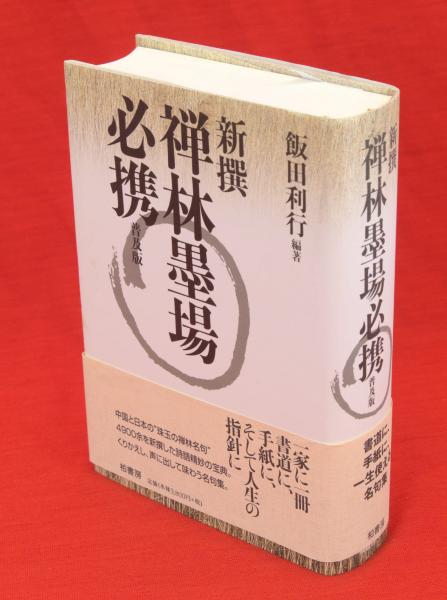 新撰
禅林墨場
必携
普及版
飯田利行 編著
一家に一冊
書道に、
手紙に、
そして人生の
指針に
中国と日本の“珠玉の禅林名句”
4900余を新撰した詩語精妙の宝典。
くりかえし、声に出して味わう名句集。
柏書房
新撰
禅林墨場必携
普及版
書道に、
手紙に、
一生使える
名句集
柏書房